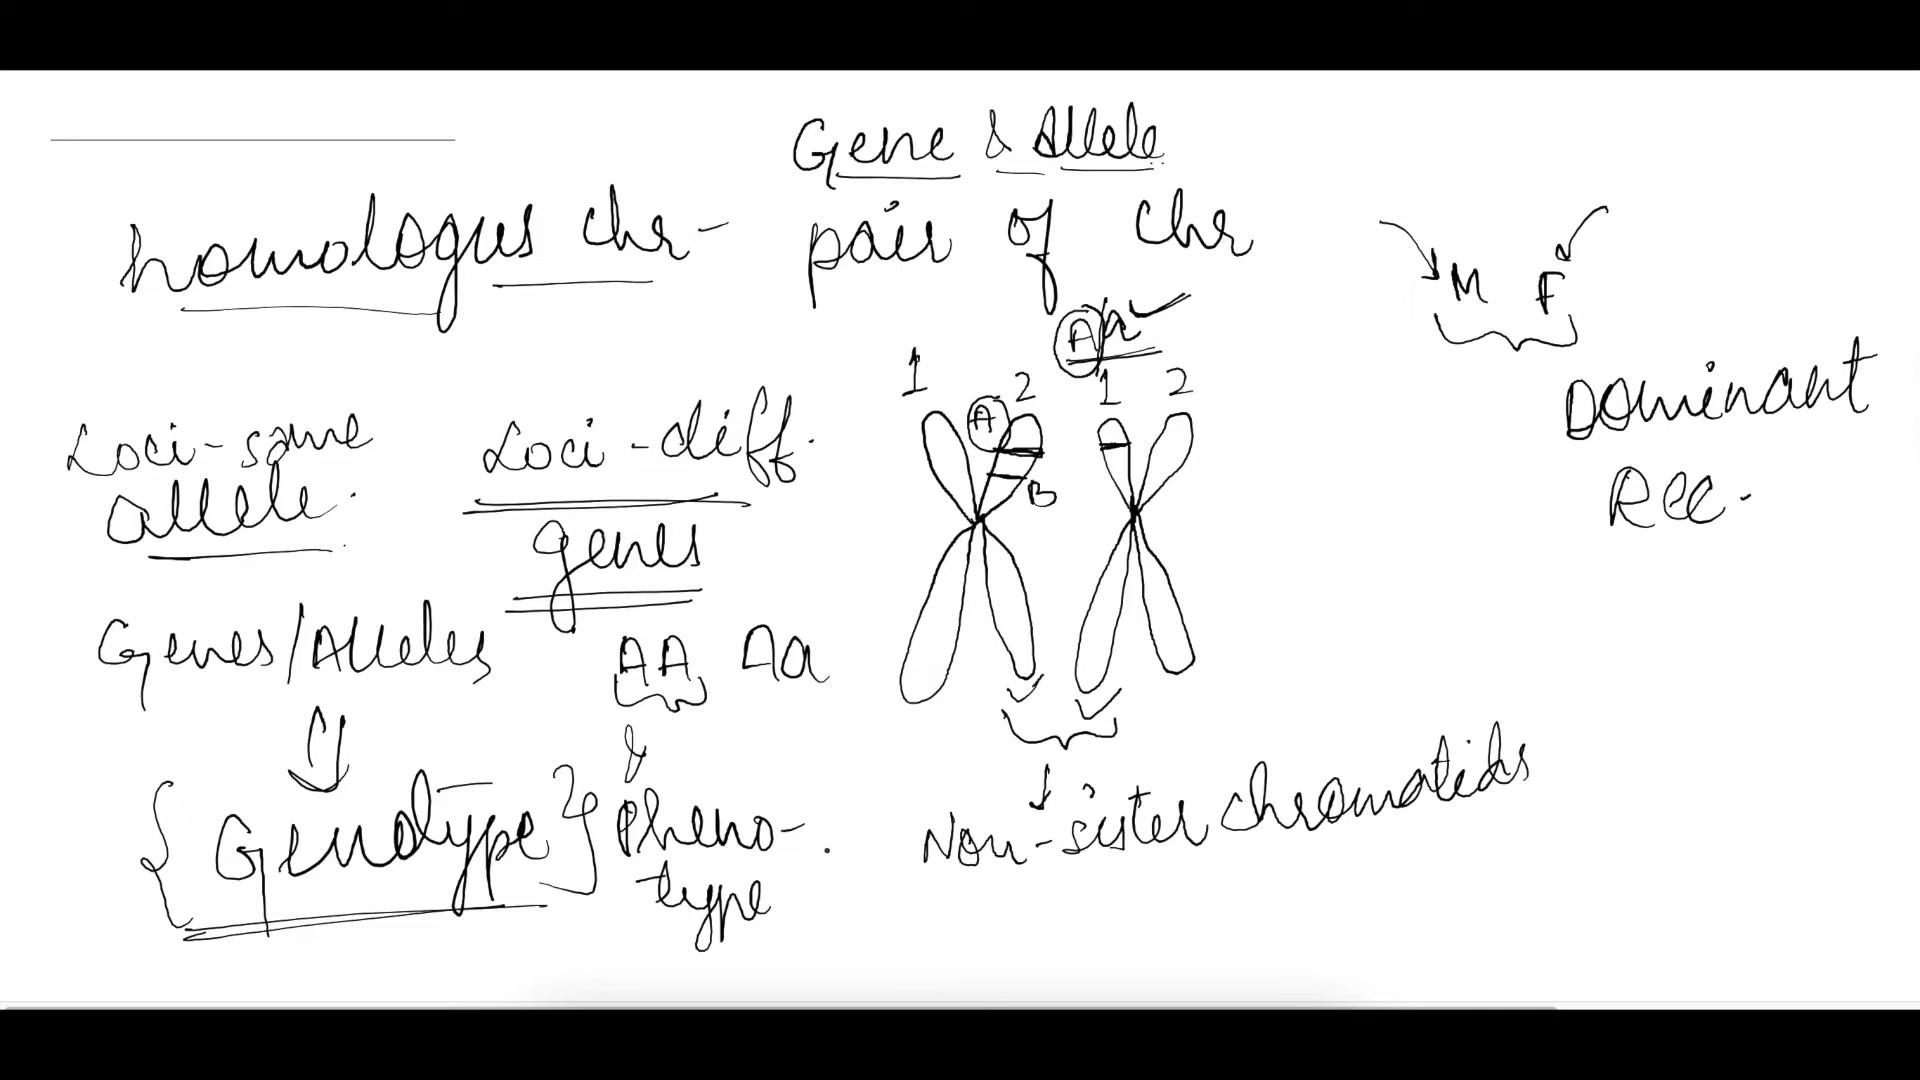 Gene & Allele
homologus chr- pair of chr
M F
A
1 2 1 2
A
B
Dominant
Rec.
Loci - same
allele.
Loci - diff.
genes
Genes/Alleles
AA Aa
&
{Genotype} Pheno-
type
Non-sister chromatids